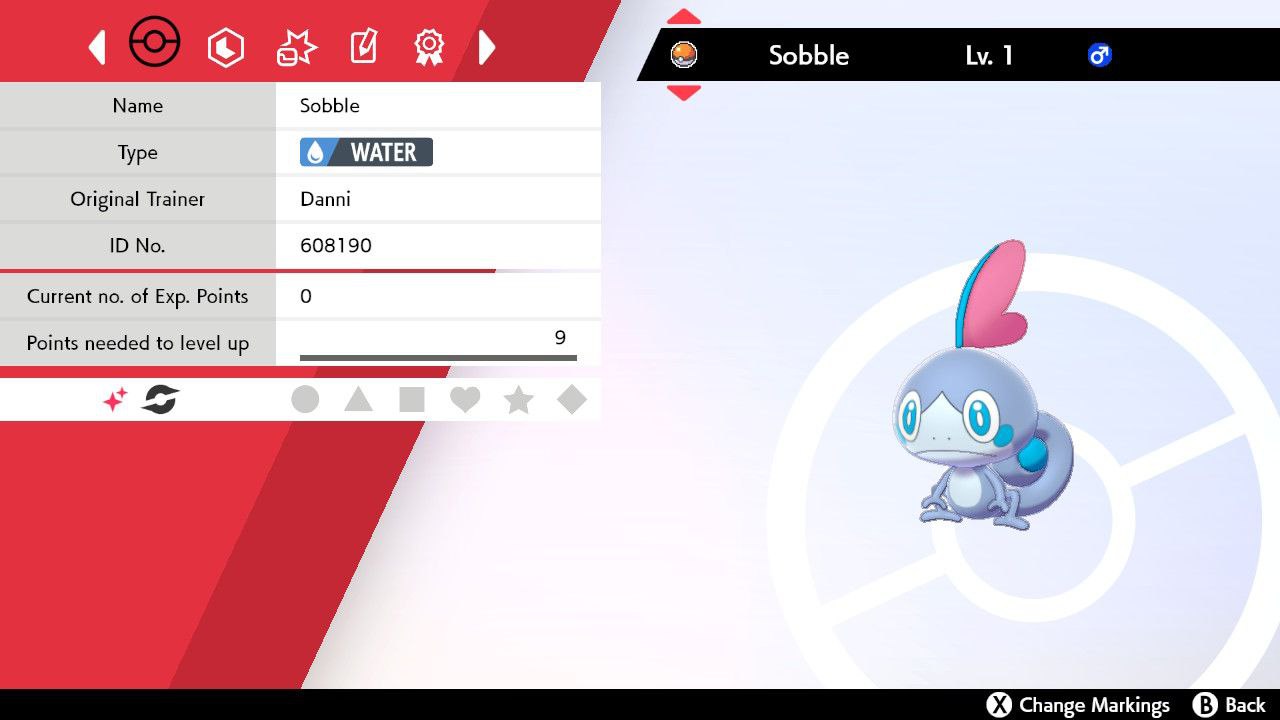 Sobble Lv. 1 ♂
Name Sobble
Type WATER
Original Trainer Danni
ID No. 608190
Current no. of Exp. Points 0
Points needed to level up 9
X Change Markings B Back